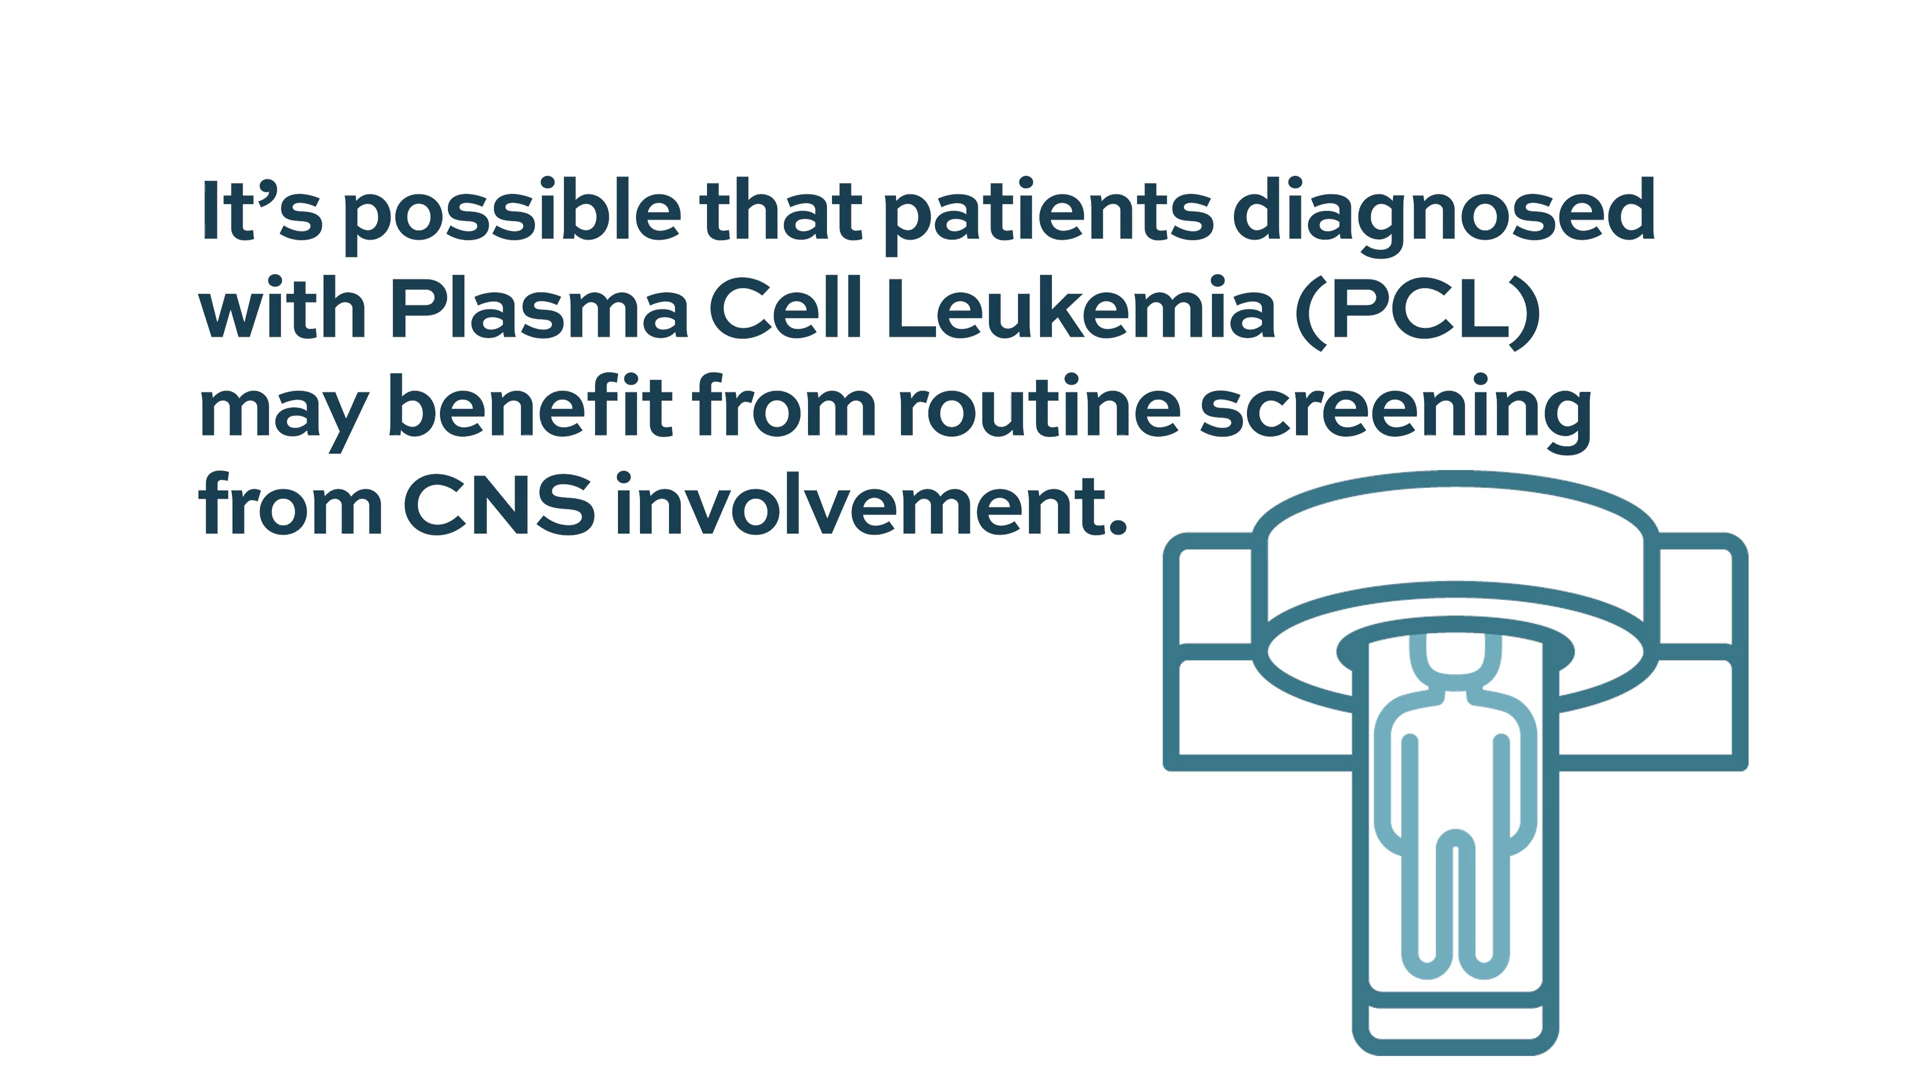 It’s possible that patients diagnosed
with Plasma Cell Leukemia (PCL)
may benefit from routine screening
from CNS involvement.